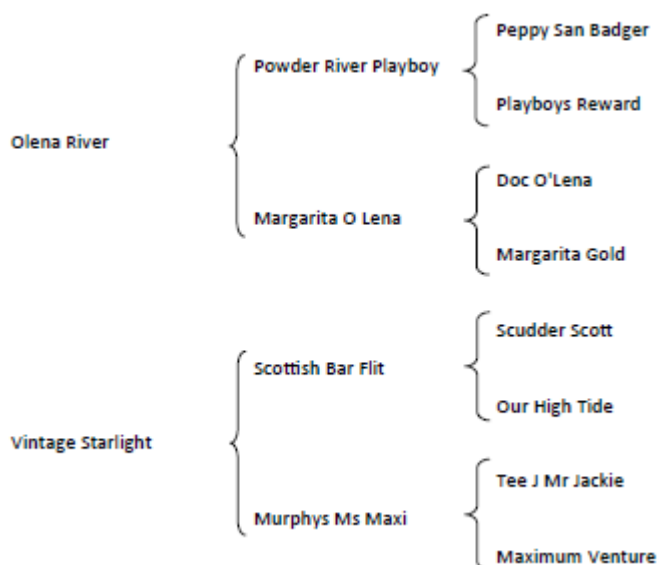 Peppy San Badger
Powder River Playboy
Playboys Reward
Olena River
Doc O'Lena
Margarita O Lena
Margarita Gold
Scudder Scott
Scottish Bar Flit
Our High Tide
Vintage Starlight
Tee J Mr Jackie
Murphys Ms Maxi
Maximum Venture